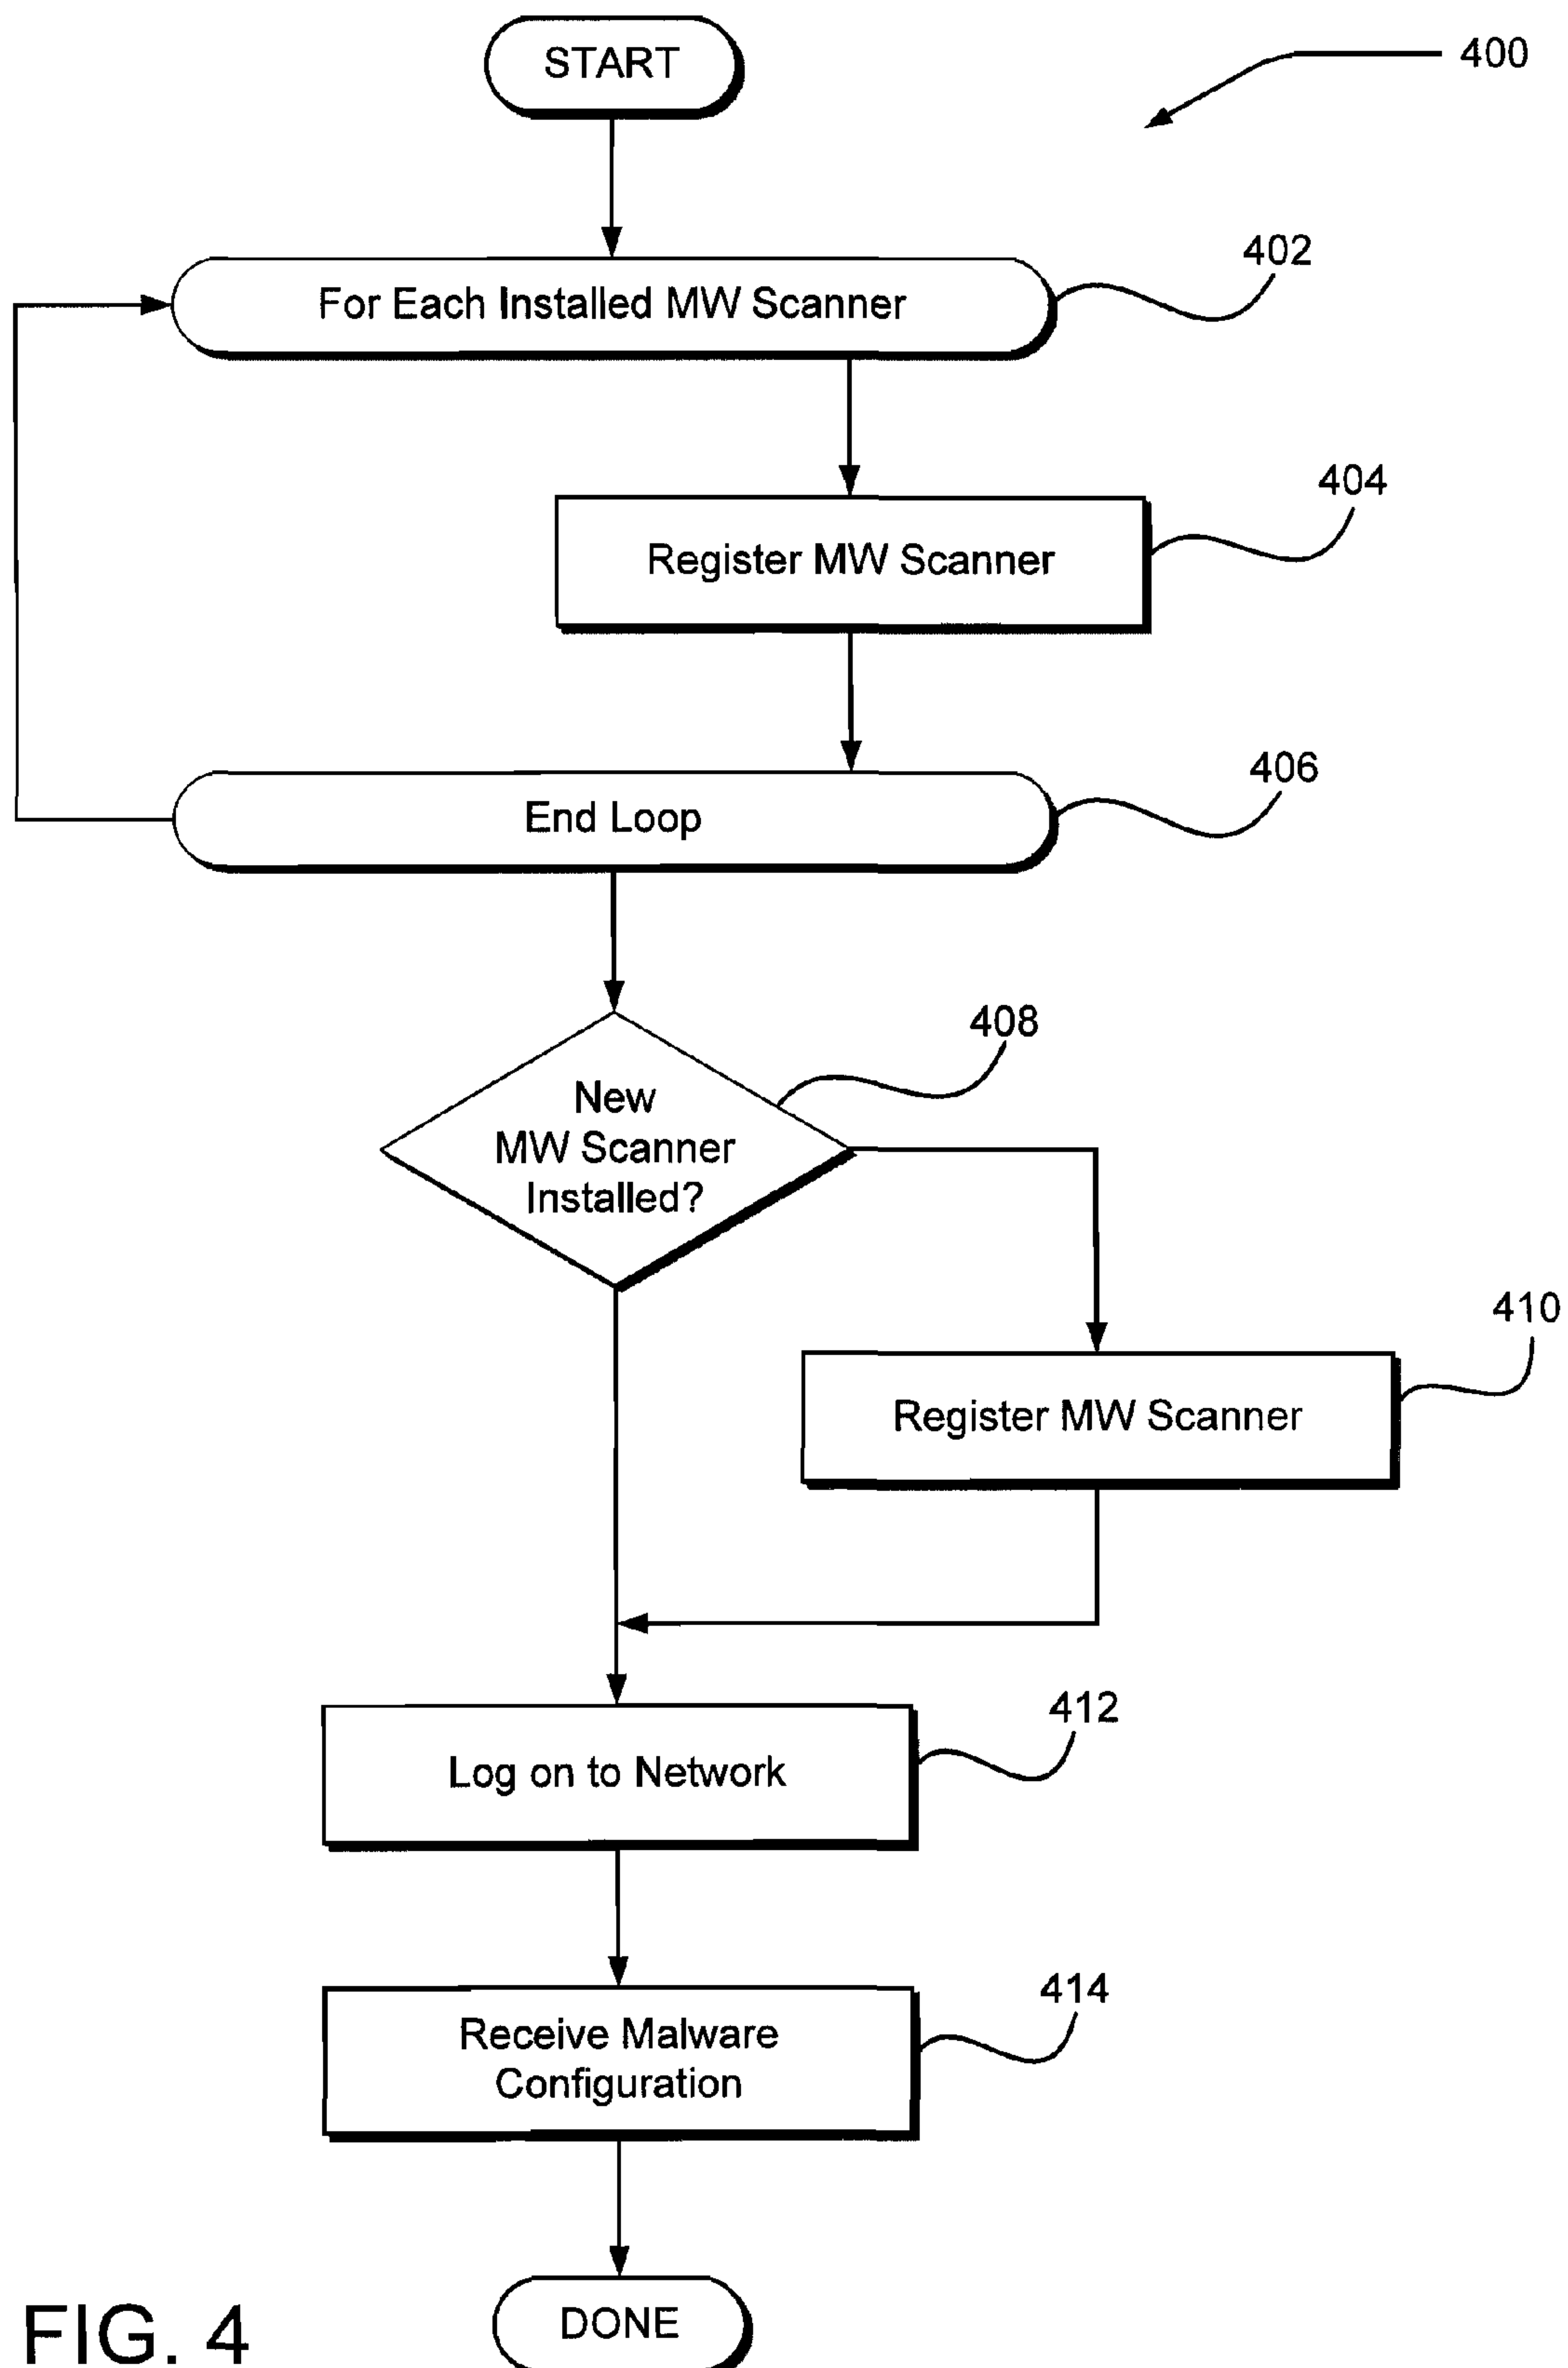 START
400
For Each Installed MW Scanner
402
404
Register MW Scanner
406
End Loop
408
New
MW Scanner
Installed?
410
Register MW Scanner
412
Log on to Network
414
Receive Malware
Configuration
DONE
FIG. 4